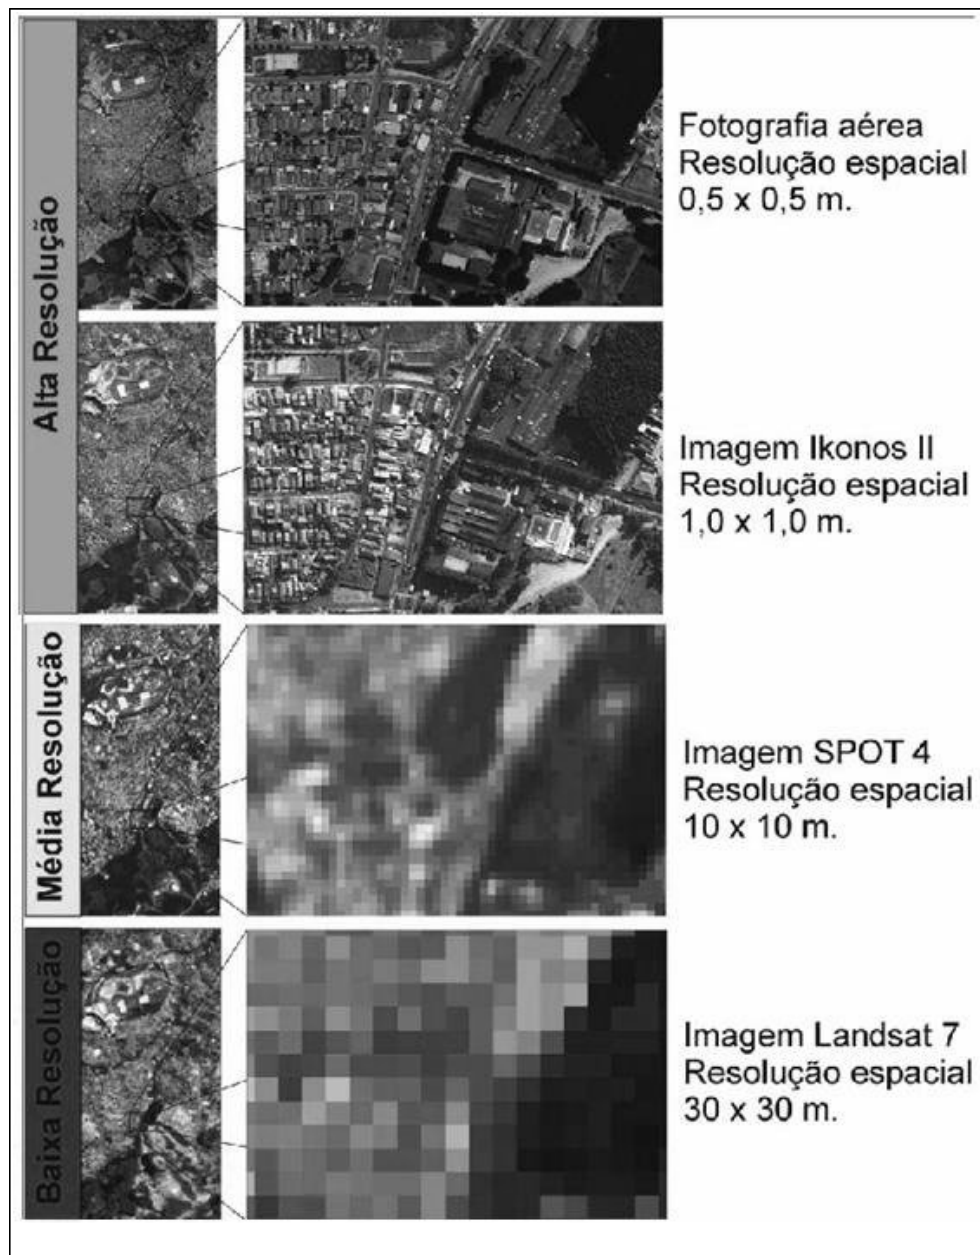 Alta Resolução
Fotografia aérea
Resolução espacial
0,5 x 0,5 m.
Imagem Ikonos II
Resolução espacial
1,0 x 1,0 m.
Média Resolução
Imagem SPOT 4
Resolução espacial
10 x 10 m.
Baixa Resolução
Imagem Landsat 7
Resolução espacial
30 x 30 m.